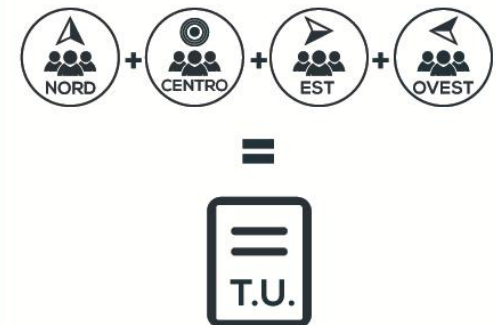 NORD + CENTRO + EST + OVEST
=
T.U.